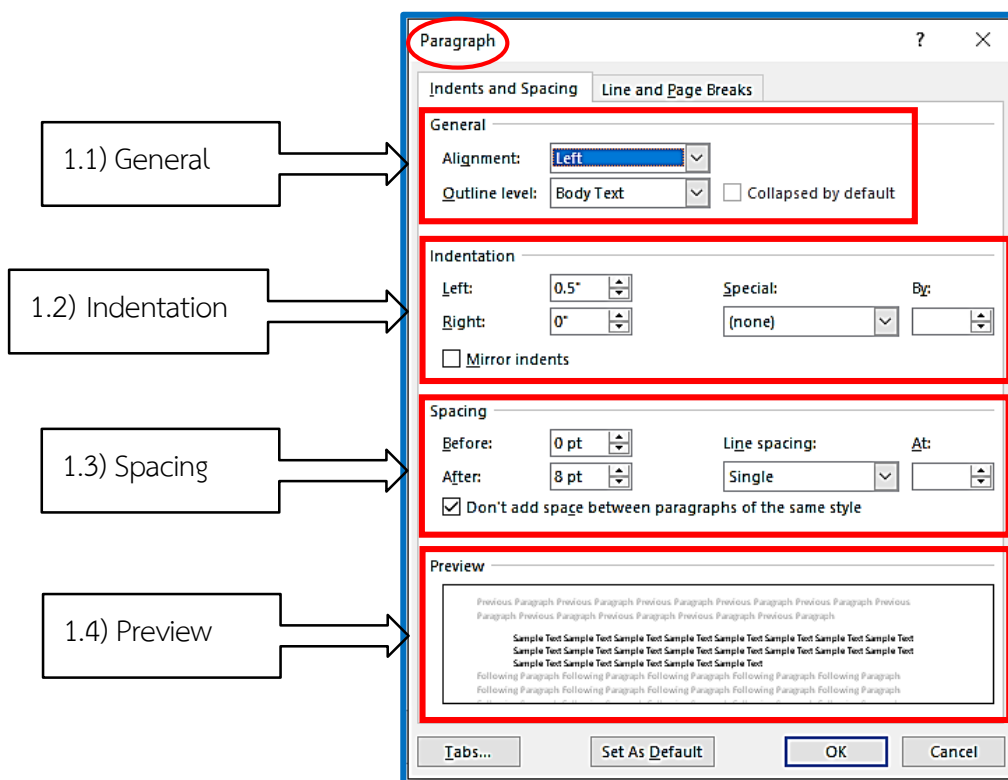 Paragraph ? ×
Indents and Spacing Line and Page Breaks
1.1) General
General
Alignment: Left
Outline level: Body Text Collapsed by default
1.2) Indentation
Indentation
Left: 0.5" Special: By:
Right: 0" (none)
Mirror indents
1.3) Spacing
Spacing
Before: 0 pt Line spacing: At:
After: 8 pt Single
Don't add space between paragraphs of the same style
1.4) Preview
Preview
Previous Paragraph Previous Paragraph Previous Paragraph Previous Paragraph Previous Paragraph Previous
Paragraph Previous Paragraph Previous Paragraph Previous Paragraph Previous Paragraph
Sample Text Sample Text Sample Text Sample Text Sample Text Sample Text Sample Text Sample Text
Sample Text Sample Text Sample Text Sample Text Sample Text Sample Text Sample Text Sample Text
Sample Text Sample Text Sample Text Sample Text Sample Text
Following Paragraph Following Paragraph Following Paragraph Following Paragraph Following Paragraph
Following Paragraph Following Paragraph Following Paragraph Following Paragraph Following Paragraph
Tabs... Set As Default OK Cancel